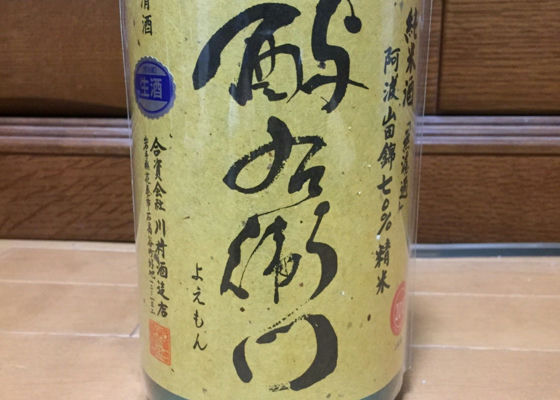 純米酒「無濾過」
阿波山田錦七〇%精米
酔右衛門
よえもん
清酒
生酒
合資会社 川村酒造店